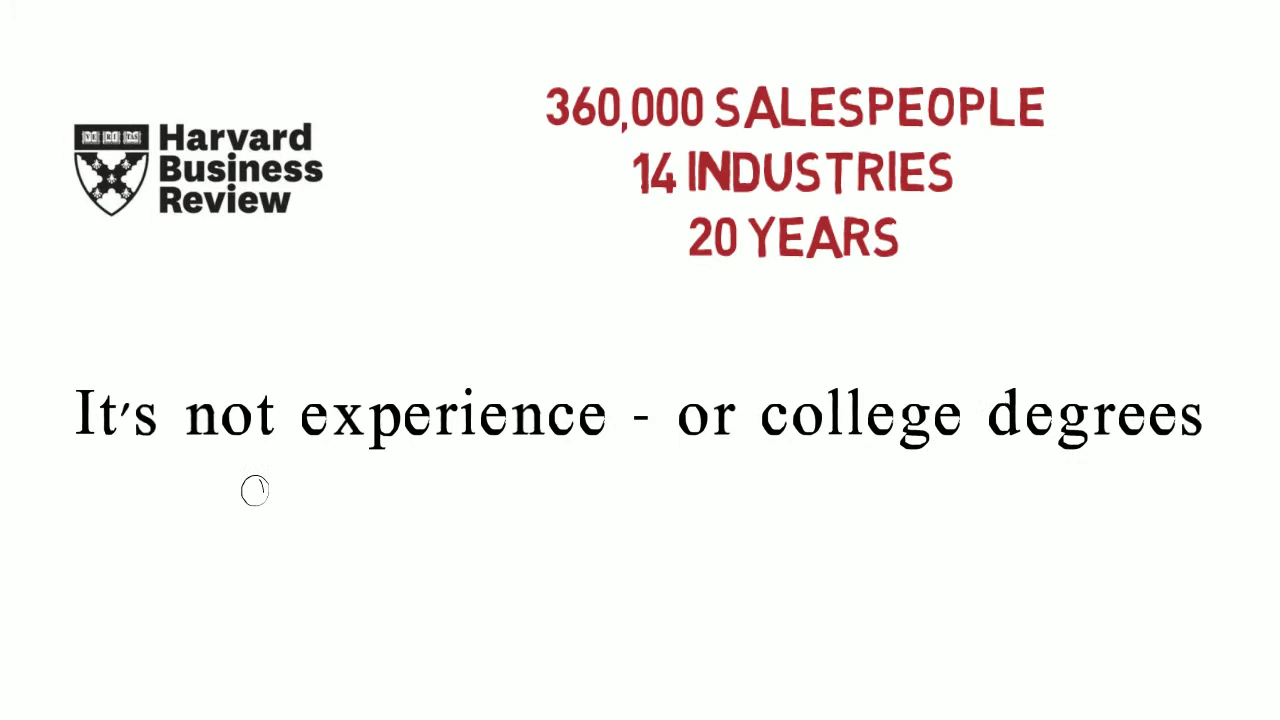 Harvard
Business
Review
360,000 SALESPEOPLE
14 INDUSTRIES
20 YEARS
It's not experience - or college degrees